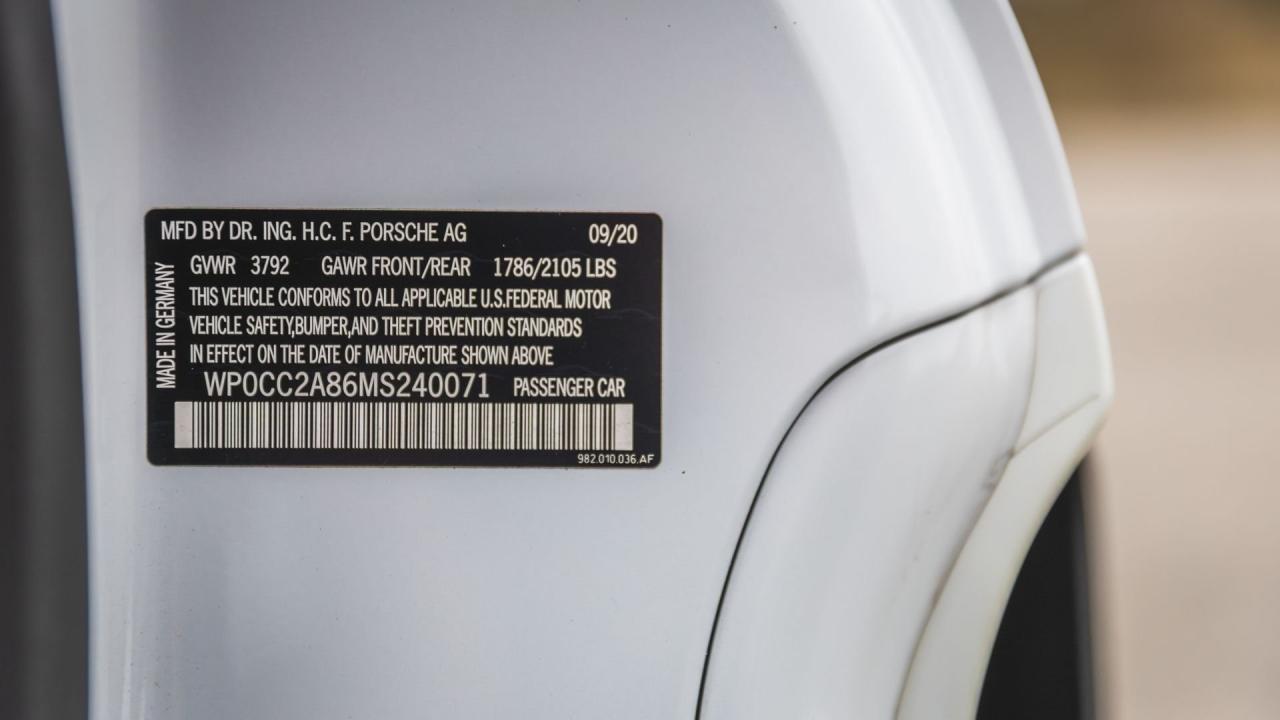 MFD BY DR. ING. H.C. F. PORSCHE AG 09/20
GVWR 3792 GAWR FRONT/REAR 1786/2105 LBS
MADE IN GERMANY
THIS VEHICLE CONFORMS TO ALL APPLICABLE U.S.FEDERAL MOTOR
VEHICLE SAFETY,BUMPER,AND THEFT PREVENTION STANDARDS
IN EFFECT ON THE DATE OF MANUFACTURE SHOWN ABOVE
WP0CC2A86MS240071 PASSENGER CAR
982.010.036.AF